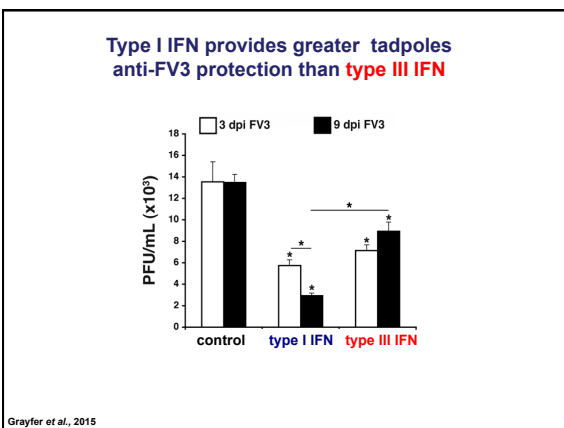 Type I IFN provides greater tadpoles
anti-FV3 protection than type III IFN
3 dpi FV3 9 dpi FV3
18
16
14
12
10
8
6
4
2
0
PFU/mL (x10³)
* * *
* * *
control type I IFN type III IFN
Grayfer et al., 2015